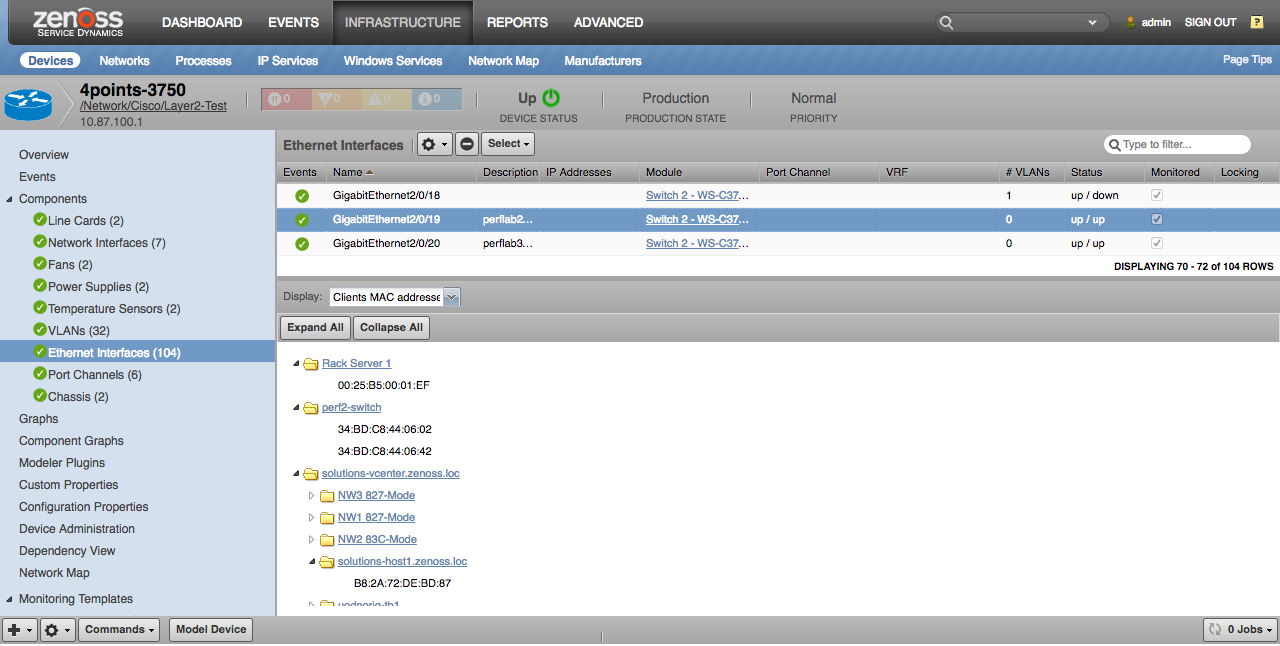 zenoss
SERVICE DYNAMICS
DASHBOARD EVENTS INFRASTRUCTURE REPORTS ADVANCED
admin SIGN OUT ?
Devices Networks Processes IP Services Windows Services Network Map Manufacturers Page Tips
4points-3750
/Network/Cisco/Layer2-Test
10.87.100.1
0 0 0 0
Up
DEVICE STATUS
Production
PRODUCTION STATE
Normal
PRIORITY
Overview
Events
Components
Line Cards (2)
Network Interfaces (7)
Fans (2)
Power Supplies (2)
Temperature Sensors (2)
VLANs (32)
Ethernet Interfaces (104)
Port Channels (6)
Chassis (2)
Graphs
Component Graphs
Modeler Plugins
Custom Properties
Configuration Properties
Device Administration
Dependency View
Network Map
Monitoring Templates
Ethernet Interfaces Select Type to filter...
Events Name Description IP Addresses Module Port Channel VRF # VLANs Status Monitored Locking
GigabitEthernet2/0/18 Switch 2 - WS-C37... 1 up / down
GigabitEthernet2/0/19 perflab2... Switch 2 - WS-C37... 0 up / up
GigabitEthernet2/0/20 perflab3... Switch 2 - WS-C37... 0 up / up
DISPLAYING 70 - 72 of 104 ROWS
Display: Clients MAC addresse
Expand All Collapse All
Rack Server 1
00:25:B5:00:01:EF
perf2-switch
34:BD:C8:44:06:02
34:BD:C8:44:06:42
solutions-vcenter.zenoss.loc
NW3 827-Mode
NW1 827-Mode
NW2 83C-Mode
solutions-host1.zenoss.loc
B8:2A:72:DE:BD:87
Commands Model Device 0 Jobs